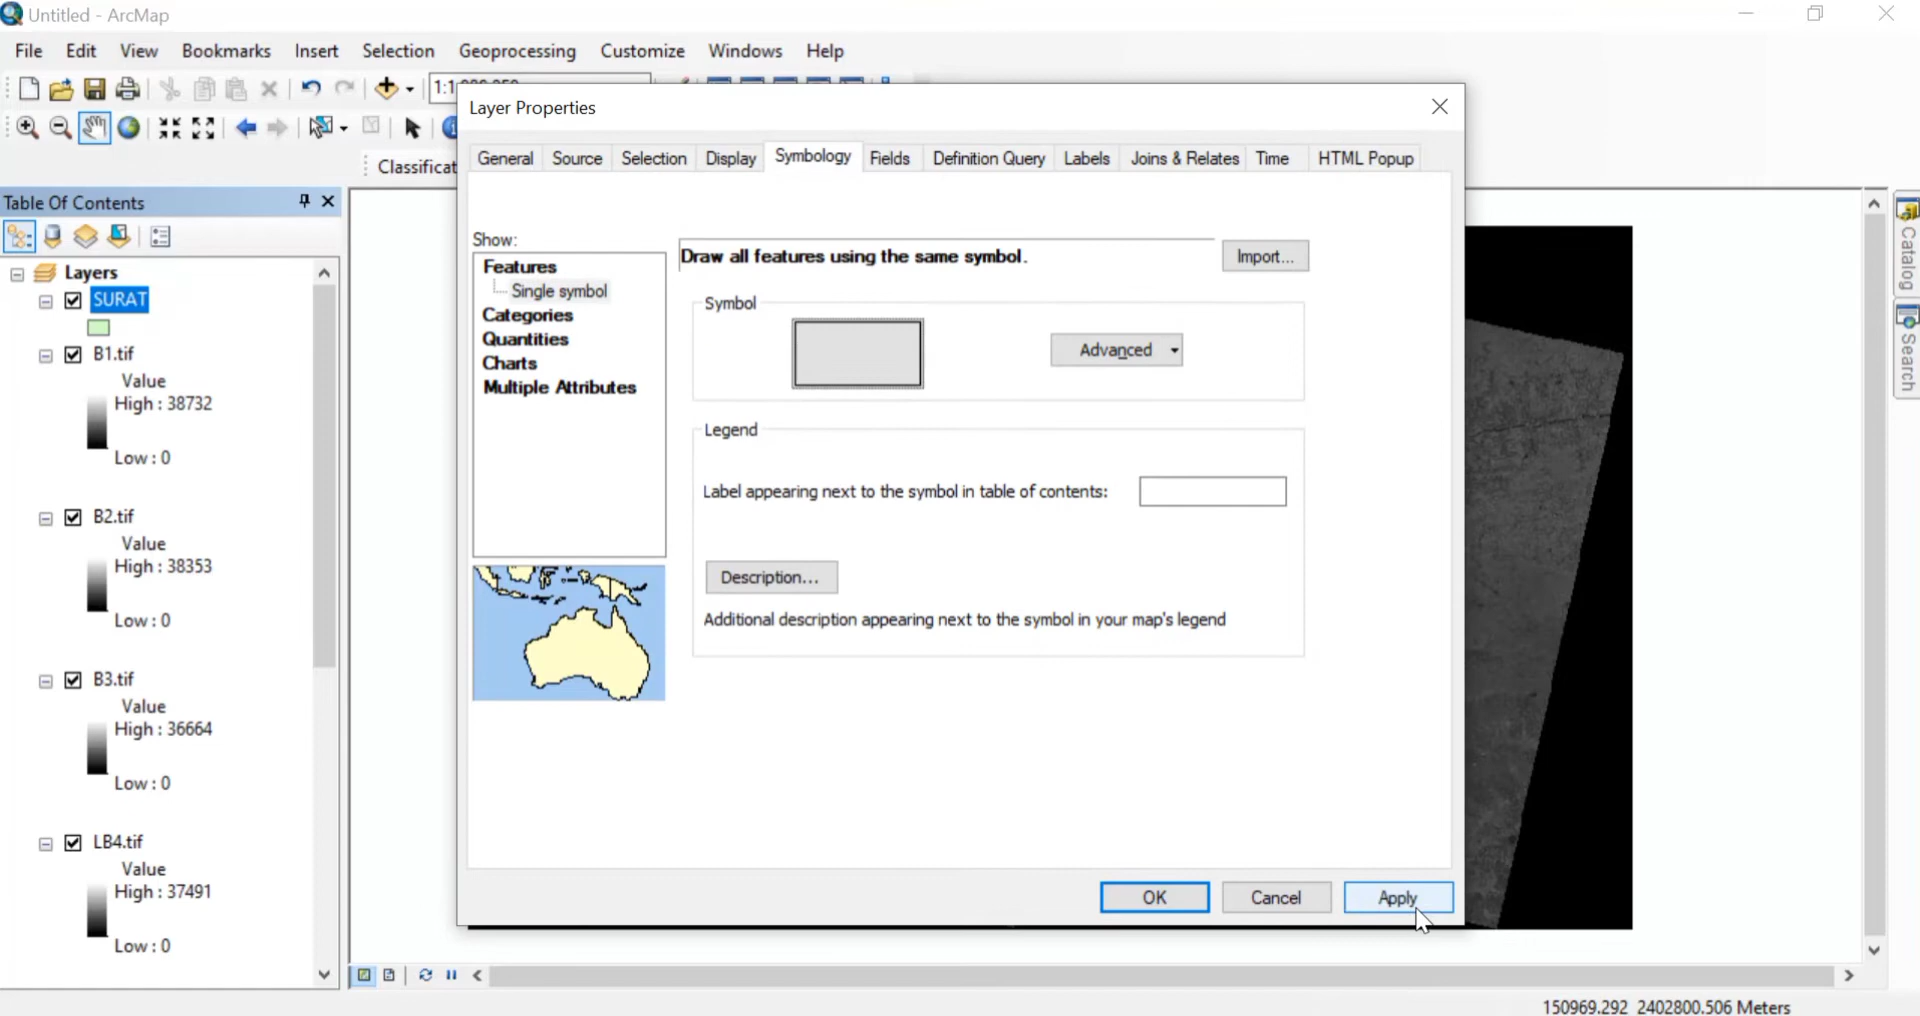 Untitled - ArcMap
File Edit View Bookmarks Insert Selection Geoprocessing Customize Windows Help
Layer Properties
General Source Selection Display Symbology Fields Definition Query Labels Joins & Relates Time HTML Popup
Classificat
Table Of Contents
Show:
Draw all features using the same symbol.
Import...
Features
Single symbol
Categories
Quantities
Charts
Multiple Attributes
Symbol
Advanced
Legend
Label appearing next to the symbol in table of contents:
Description...
Additional description appearing next to the symbol in your map's legend
OK Cancel Apply
Layers
SURAT
B1.tif
Value
High : 38732
Low : 0
B2.tif
Value
High : 38353
Low : 0
B3.tif
Value
High : 36664
Low : 0
LB4.tif
Value
High : 37491
Low : 0
Catalog
Search
150969.292 2402800.506 Meters